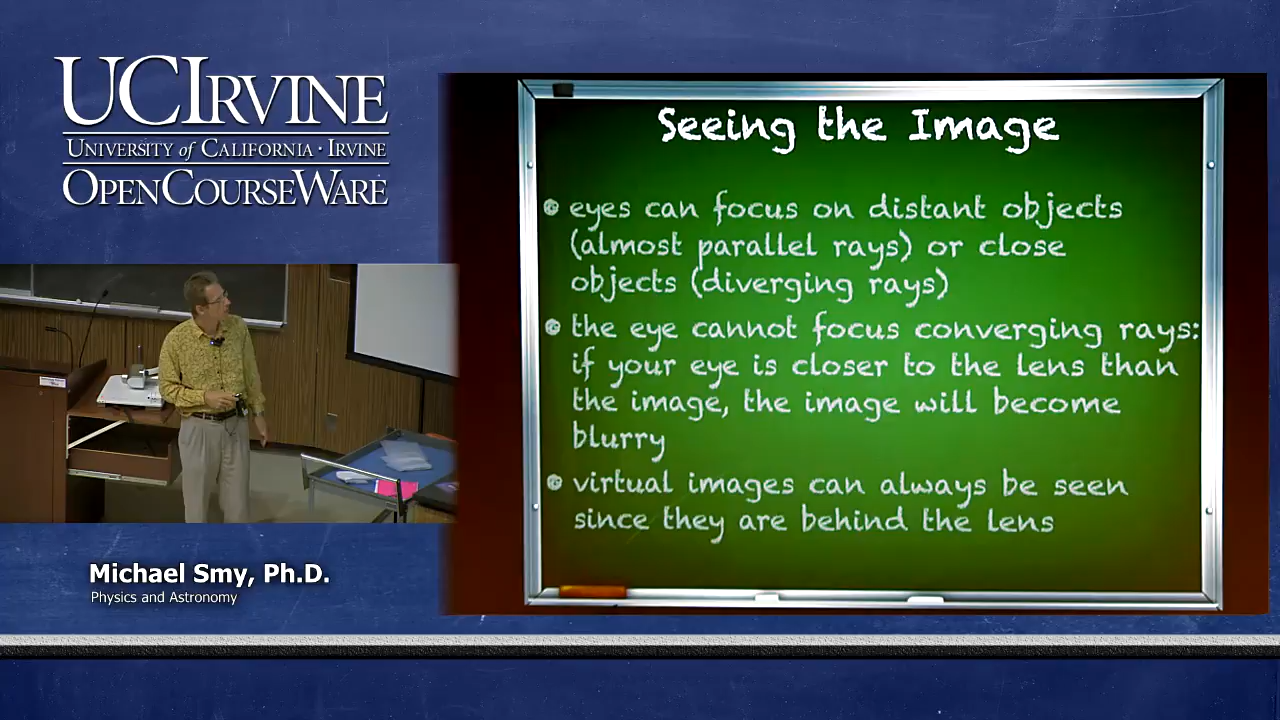 UCIRVINE
UNIVERSITY of CALIFORNIA · IRVINE
OPENCOURSEWARE
Michael Smy, Ph.D.
Physics and Astronomy
Seeing the Image
eyes can focus on distant objects
(almost parallel rays) or close
objects (diverging rays)
the eye cannot focus converging rays:
if your eye is closer to the lens than
the image, the image will become
blurry
virtual images can always be seen
since they are behind the lens